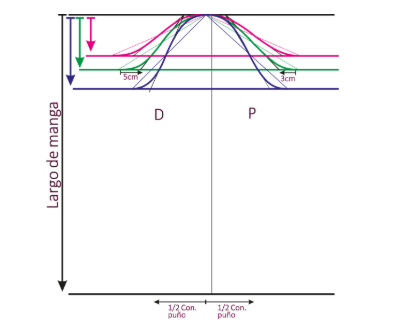 5cm
3cm
D
P
Largo de manga
1/2 Con.
puño
1/2 Con.
puño